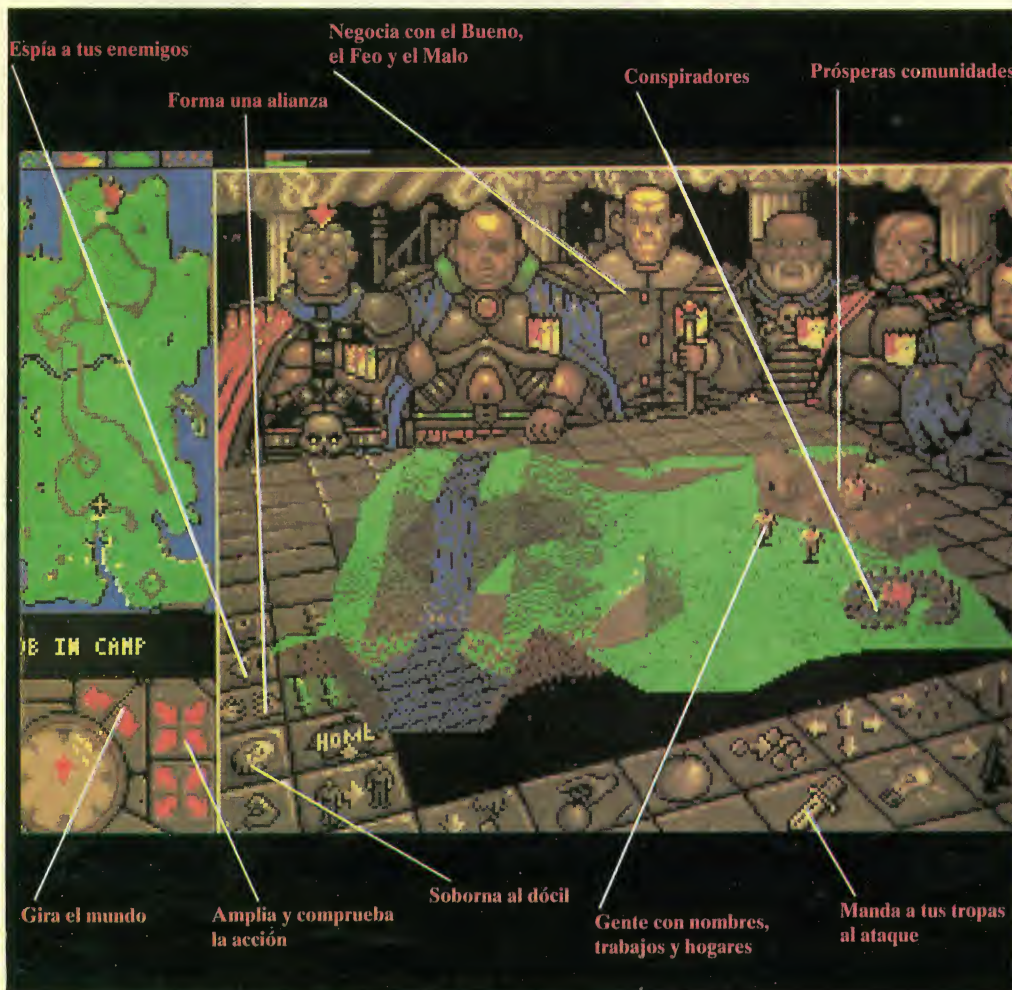 Espía a tus enemigos
Negocia con el Bueno,
el Feo y el Malo
Forma una alianza
Conspiradores
Prósperas comunidades
OB IN CAMP
HOME
Gira el mundo
Amplia y comprueba
la acción
Soborna al dócil
Gente con nombres,
trabajos y hogares
Manda a tus tropas
al ataque